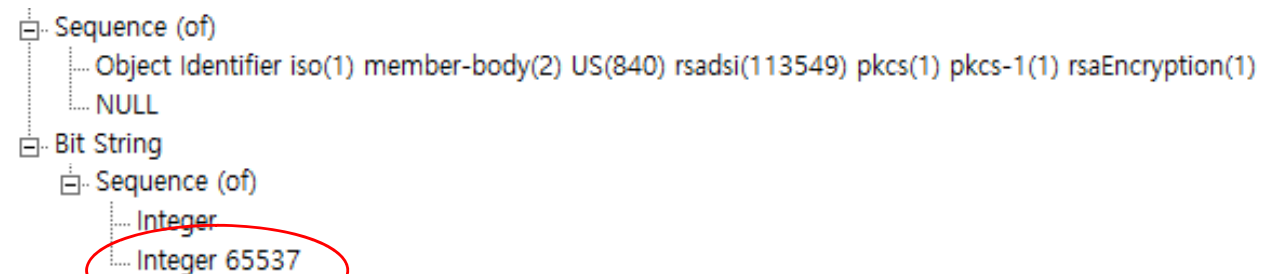 Sequence (of)
Object Identifier iso(1) member-body(2) US(840) rsadsi(113549) pkcs(1) pkcs-1(1) rsaEncryption(1)
NULL
Bit String
Sequence (of)
Integer
Integer 65537